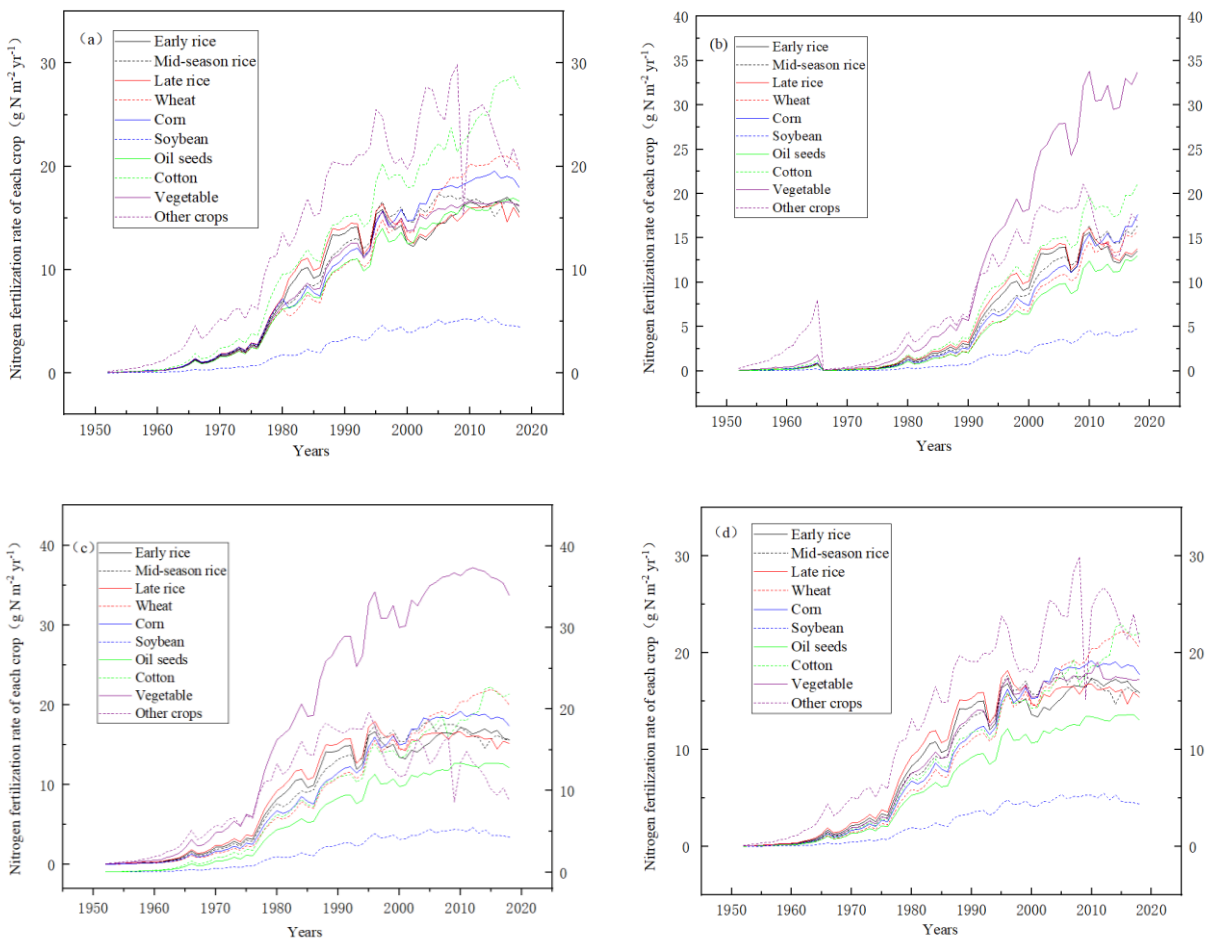 (a)
Early rice
Mid-season rice
Late rice
Wheat
Corn
Soybean
Oil seeds
Cotton
Vegetable
Other crops
Nitrogen fertilization rate of each crop（g N m-2 yr-1）
30
20
10
0
30
20
10
0
1950 1960 1970 1980 1990 2000 2010 2020
Years
(b)
Early rice
Mid-season rice
Late rice
Wheat
Corn
Soybean
Oil seeds
Cotton
Vegetable
Other crops
Nitrogen fertilization rate of each crop（g N m-2 yr-1）
40
35
30
25
20
15
10
5
0
40
35
30
25
20
15
10
5
0
1950 1960 1970 1980 1990 2000 2010 2020
Years
（c）
Early rice
Mid-season rice
Late rice
Wheat
Corn
Soybean
Oil seeds
Cotton
Vegetable
Other crops
Nitrogen fertilization rate of each crop（g N m-2 yr-1）
40
30
20
10
0
40
30
20
10
0
1950 1960 1970 1980 1990 2000 2010 2020
Years
（d）
Early rice
Mid-season rice
Late rice
Wheat
Corn
Soybean
Oil seeds
Cotton
Vegetable
Other crops
Nitrogen fertilization rate of each crop（g N m-2 yr-1）
30
20
10
0
30
20
10
0
1950 1960 1970 1980 1990 2000 2010 2020
Years